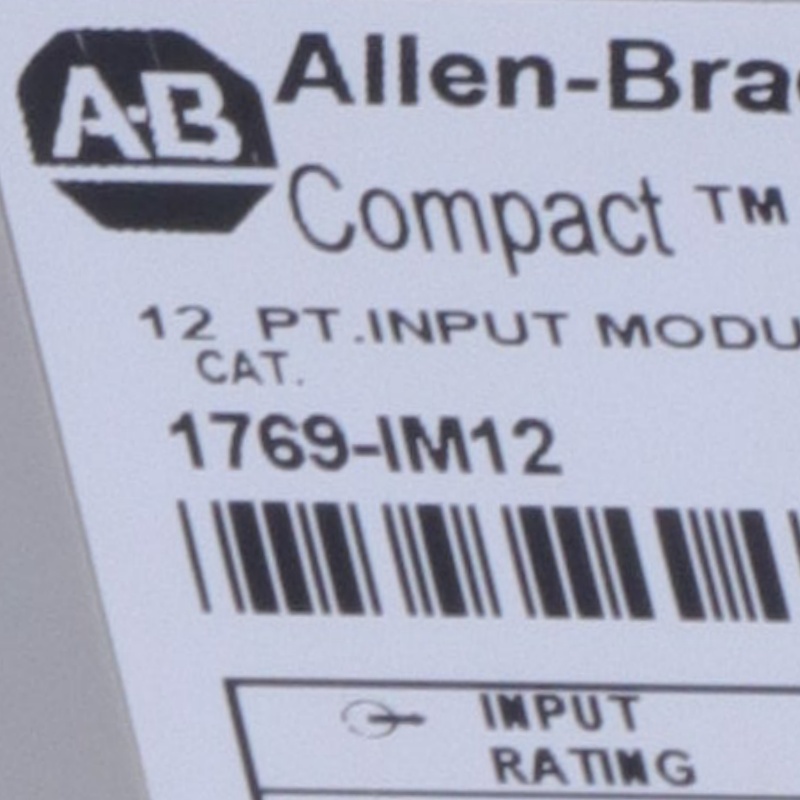 A-B
Allen-Bra
Compact ™
12 PT.INPUT MODU
CAT.
1769-IM12
INPUT
RATING